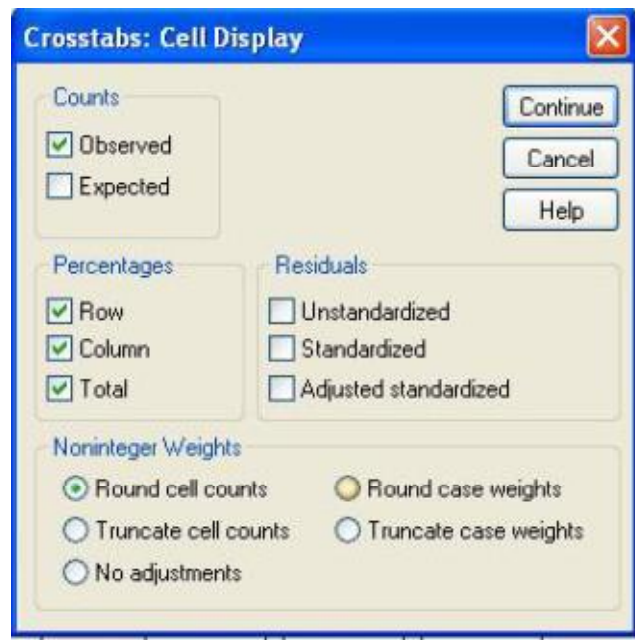 Crosstabs: Cell Display
Counts
Observed
Expected
Continue
Cancel
Help
Percentages
Row
Column
Total
Residuals
Unstandardized
Standardized
Adjusted standardized
Noninteger Weights
Round cell counts
Round case weights
Truncate cell counts
Truncate case weights
No adjustments